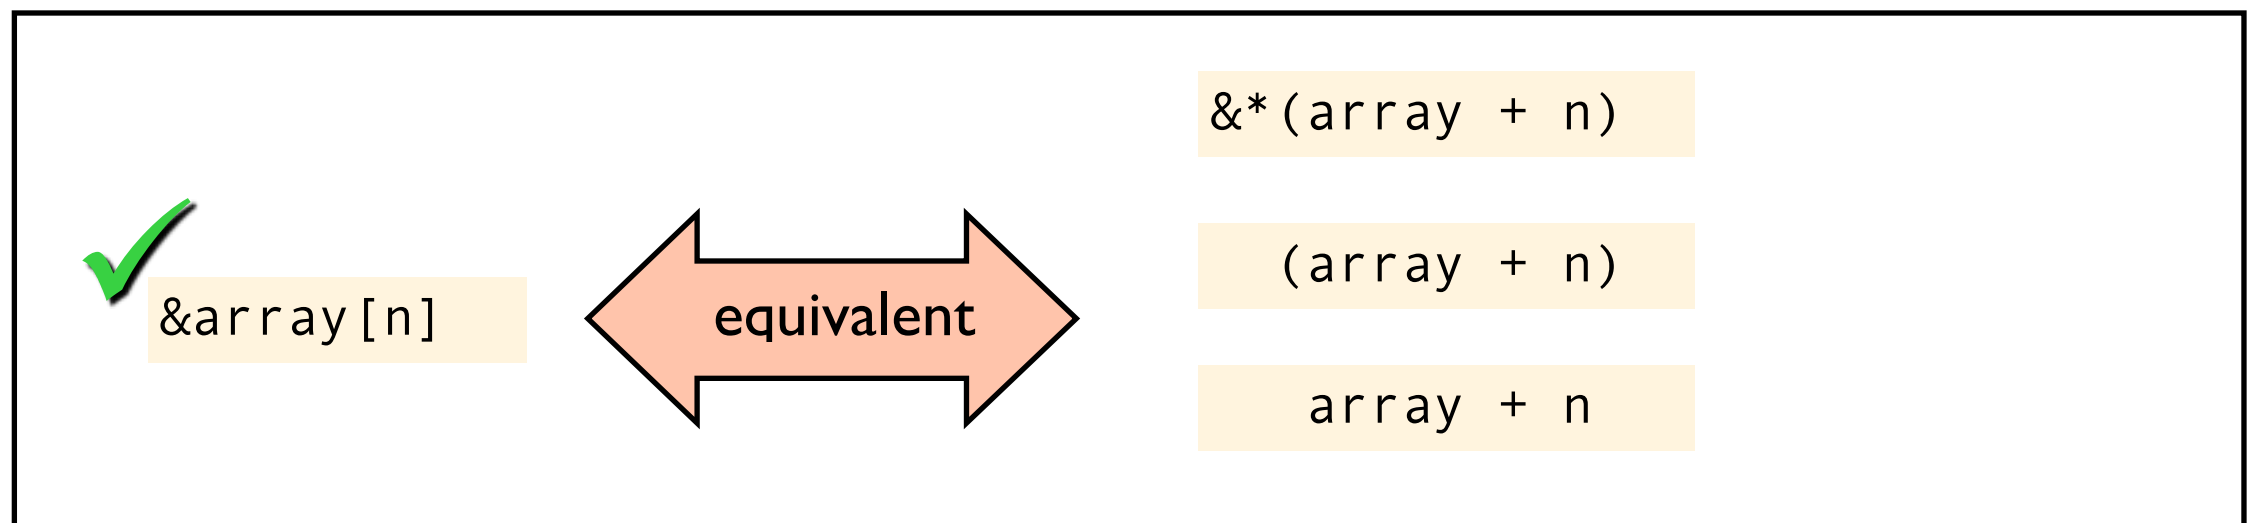 &*(array + n)
(array + n)
&array[n]
equivalent
array + n